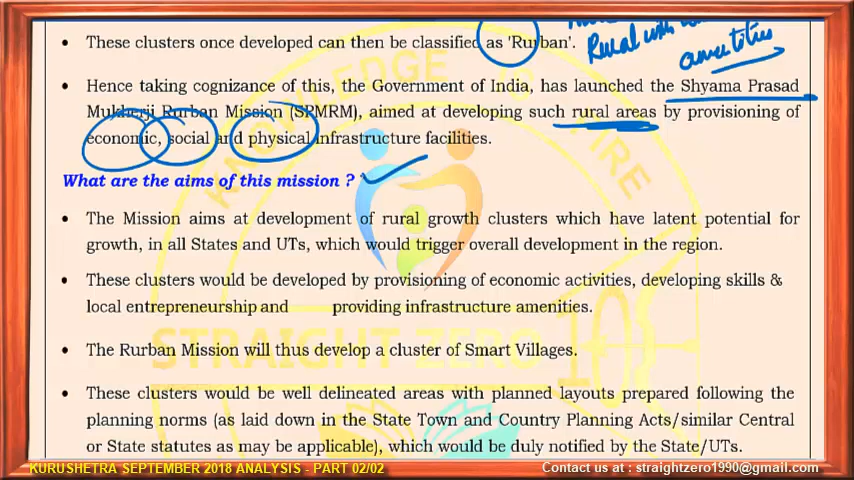 • These clusters once developed can then be classified as 'Rurban'.
Rural with
amenities
• Hence taking cognizance of this, the Government of India, has launched the Shyama Prasad
Mukherji Rurban Mission (SPMRM), aimed at developing such rural areas by provisioning of
economic, social and physical infrastructure facilities.
What are the aims of this mission ?
• The Mission aims at development of rural growth clusters which have latent potential for
growth, in all States and UTs, which would trigger overall development in the region.
• These clusters would be developed by provisioning of economic activities, developing skills &
local entrepreneurship and providing infrastructure amenities.
• The Rurban Mission will thus develop a cluster of Smart Villages.
• These clusters would be well delineated areas with planned layouts prepared following the
planning norms (as laid down in the State Town and Country Planning Acts/similar Central
or State statutes as may be applicable), which would be duly notified by the State/UTs.
STRAIGHT ZERO
KURUSHETRA SEPTEMBER 2018 ANALYSIS - PART 02/02
Contact us at : straightzero1990@gmail.com